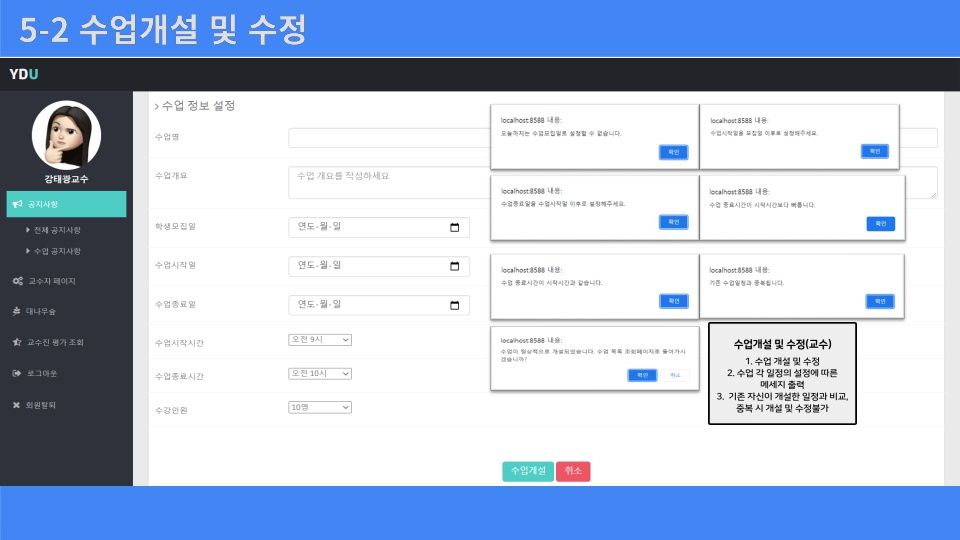 5-2 수업개설 및 수정
YDU
강태광교수
공지사항
전체 공지사항
수업 공지사항
교수자 페이지
대나무숲
교수진 평가 조회
로그아웃
회원탈퇴
수업 정보 설정
수업명
수업개요
수업 개요를 작성하세요
학생모집일
연도-월-일
수업시작일
연도-월-일
수업종료일
연도-월-일
수업시작시간
오전 9시
수업종료시간
오전 10시
수강인원
10명
수업개설
취소
localhost:8588 내용:
오늘까지는 수업모집일로 설정할 수 없습니다.
확인
localhost:8588 내용:
수업시작일을 모집일 이후로 설정해주세요.
확인
localhost:8588 내용:
수업종료일을 수업시작일 이후로 설정해주세요.
확인
localhost:8588 내용:
수업 종료시간이 시작시간보다 빠릅니다.
확인
localhost:8588 내용:
수업 종료시간이 시작시간과 같습니다.
확인
localhost:8588 내용:
기존 수업일정과 중복됩니다.
확인
localhost:8588 내용:
수업이 정상적으로 개설되었습니다. 수업 목록 조회페이지로 돌아가시
겠습니까?
확인
취소
수업개설 및 수정(교수)
1. 수업 개설 및 수정
2. 수업 각 일정의 설정에 따른
메세지 출력
3. 기존 자신이 개설한 일정과 비교,
중복 시 개설 및 수정불가